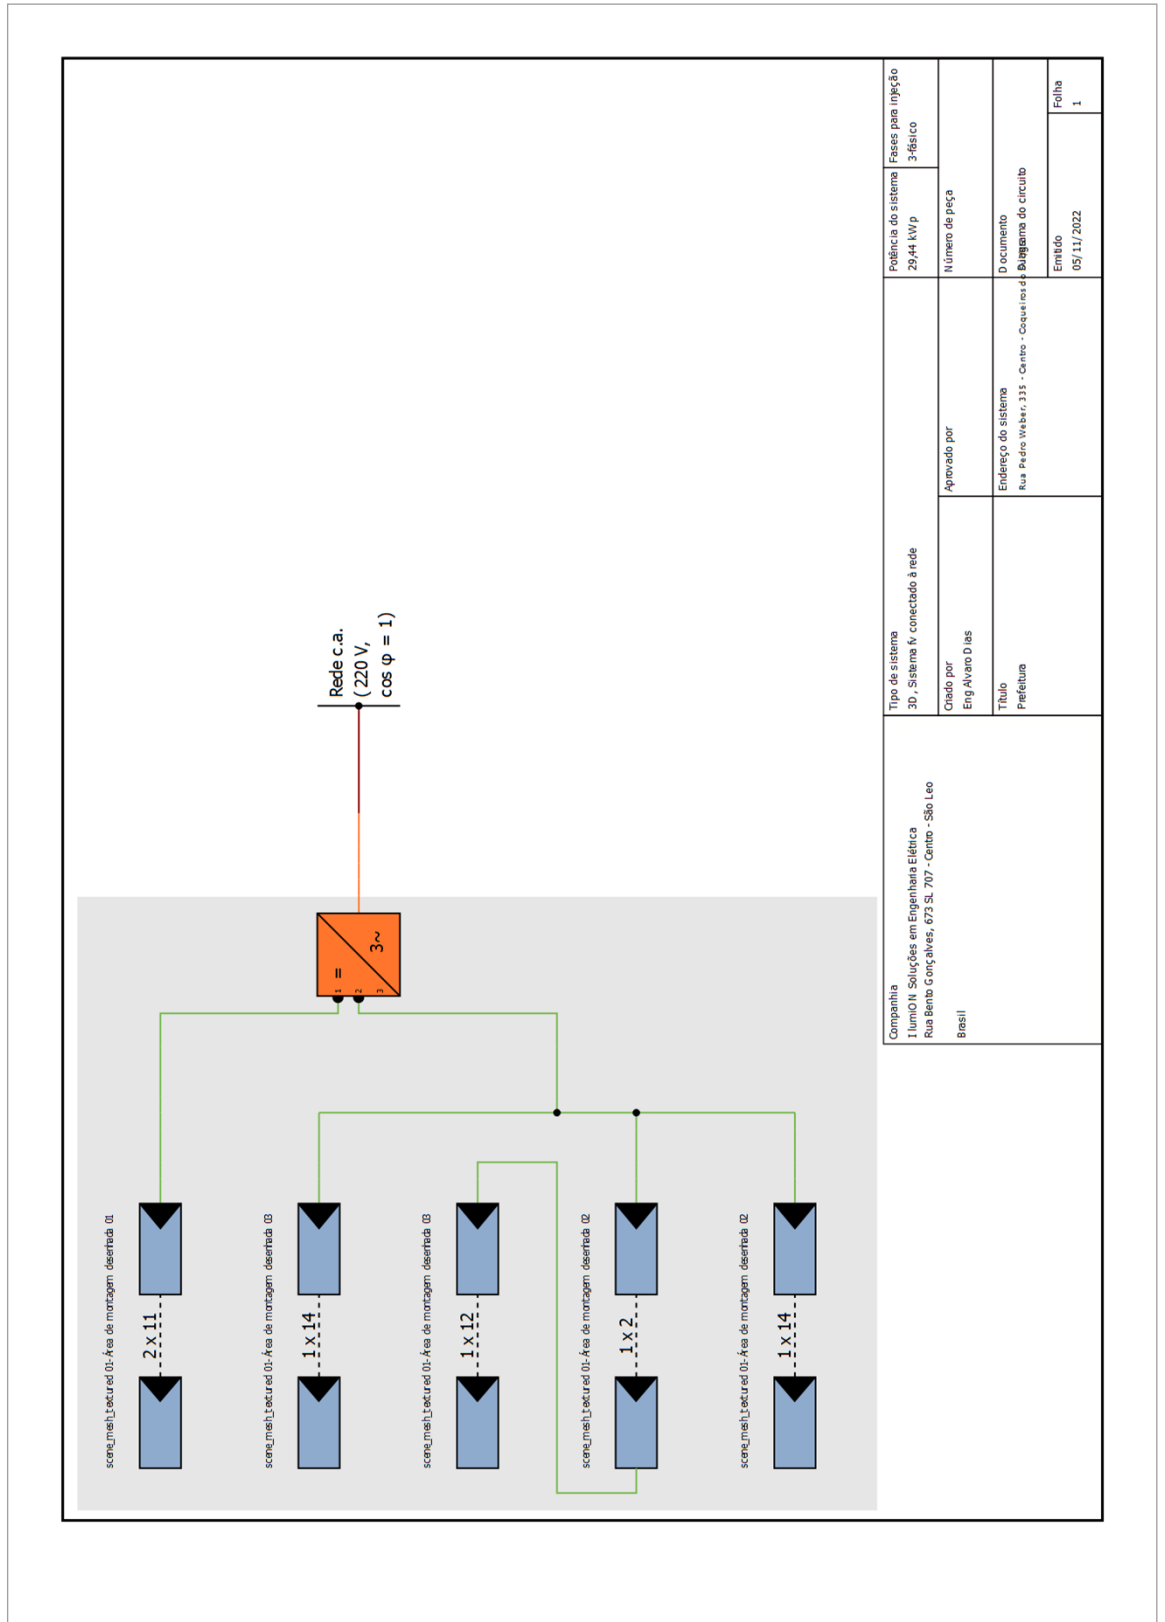 scene_mesh_textured 01-Área de montagem desenhada 01
2 x 11
scene_mesh_textured 01-Área de montagem desenhada 03
1 x 14
scene_mesh_textured 01-Área de montagem desenhada 03
1 x 12
scene_mesh_textured 01-Área de montagem desenhada 02
1 x 2
scene_mesh_textured 01-Área de montagem desenhada 02
1 x 14
1
2
3
=
3~
Rede c.a.
(220 V,
cos φ = 1)
Companhia
IlumiON Soluções em Engenharia Elétrica
Rua Bento Gonçalves, 673 SL 707 - Centro - São Leo
Brasil
Tipo de sistema
3D, Sistema fv conectado à rede
Potência do sistema
29,44 kWp
Fases para injeção
3-fásico
Criado por
Eng Alvaro Dias
Aprovado por
Número de peça
Título
Prefeitura
Endereço do sistema
Rua Pedro Weber, 335 - Centro - Coqueiros do
Documento
Diagrama do circuito
Emitido
05/11/2022
Folha
1